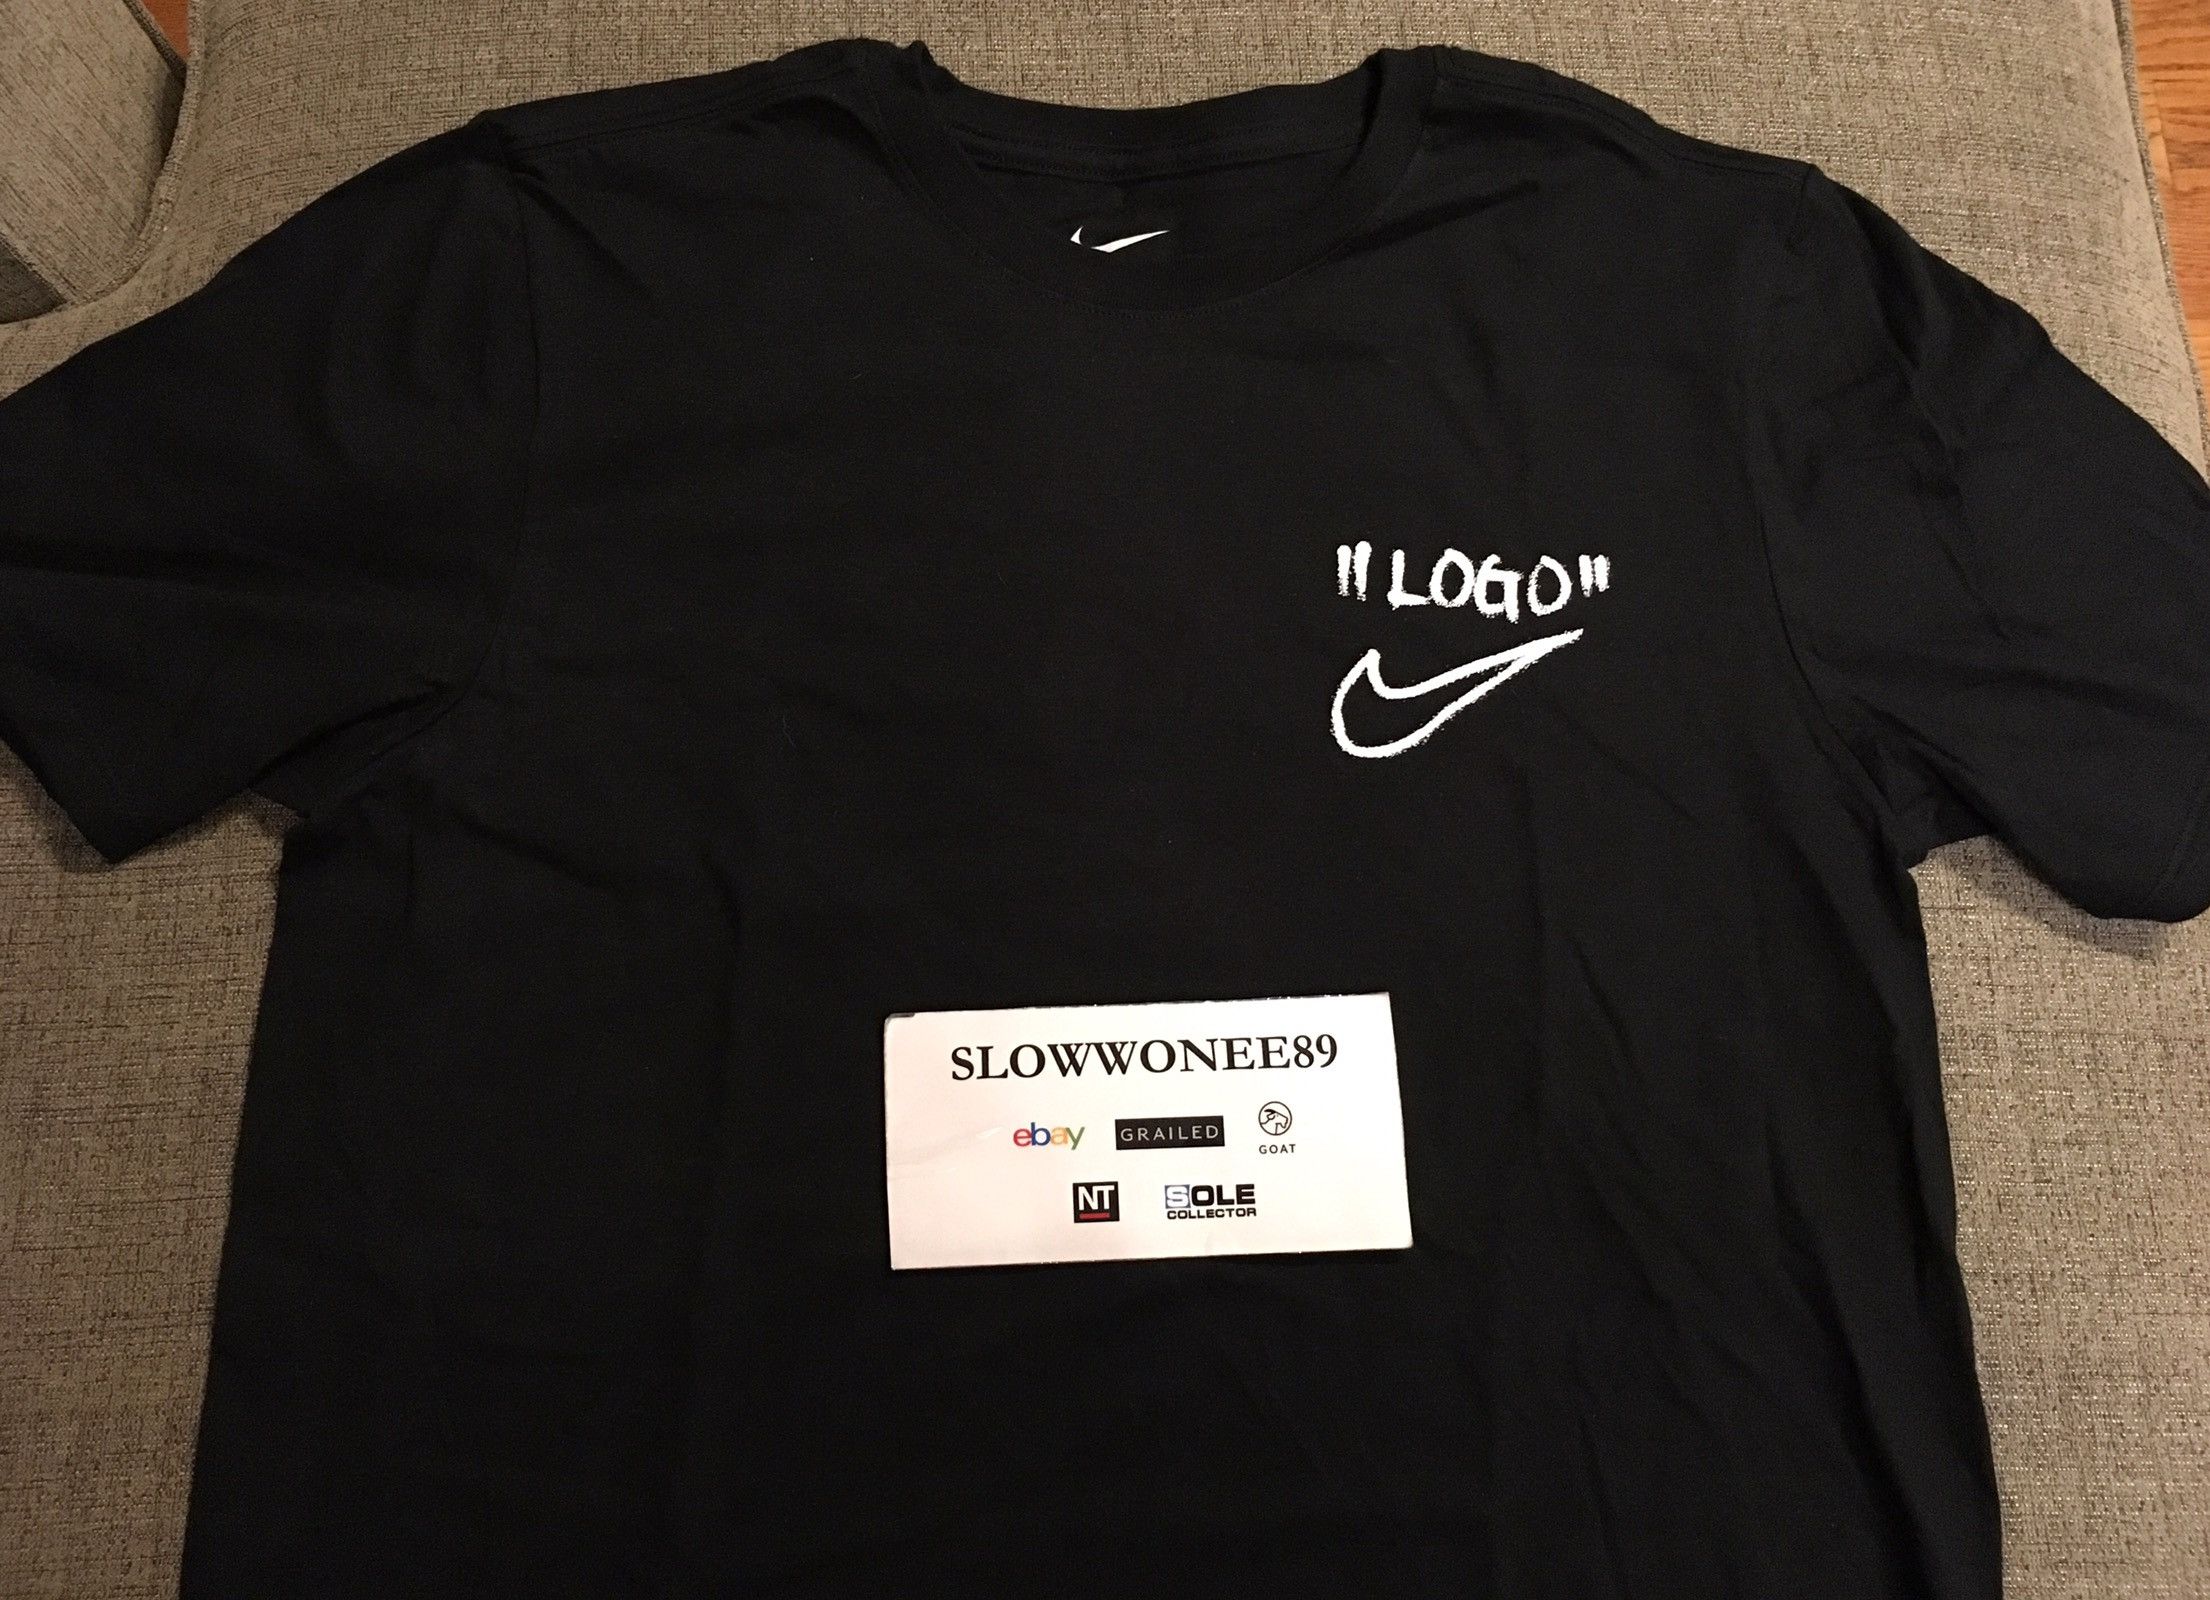 "LOGO"
SLOWWONEE89
ebay GRAILED GOAT
NT SOLE COLLECTOR